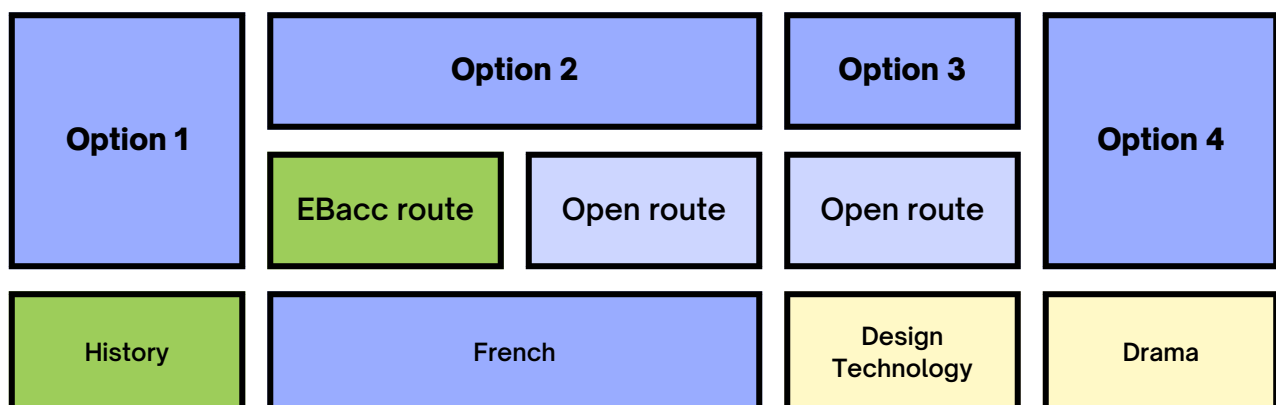 Option 1
Option 2
Option 3
Option 4
EBacc route
Open route
Open route
History
French
Design
Technology
Drama